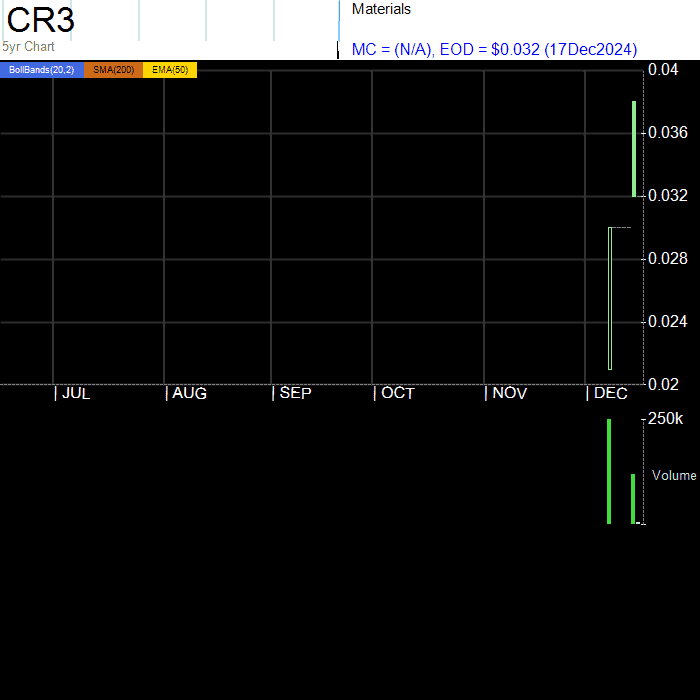 CR3
5yr Chart
Materials
MC = (N/A), EOD = $0.032 (17Dec2024)
BollBands(20,2) SMA(200) EMA(50)
0.04
0.036
0.032
0.028
0.024
0.02
| JUL | AUG | SEP | OCT | NOV | DEC
250k
Volume